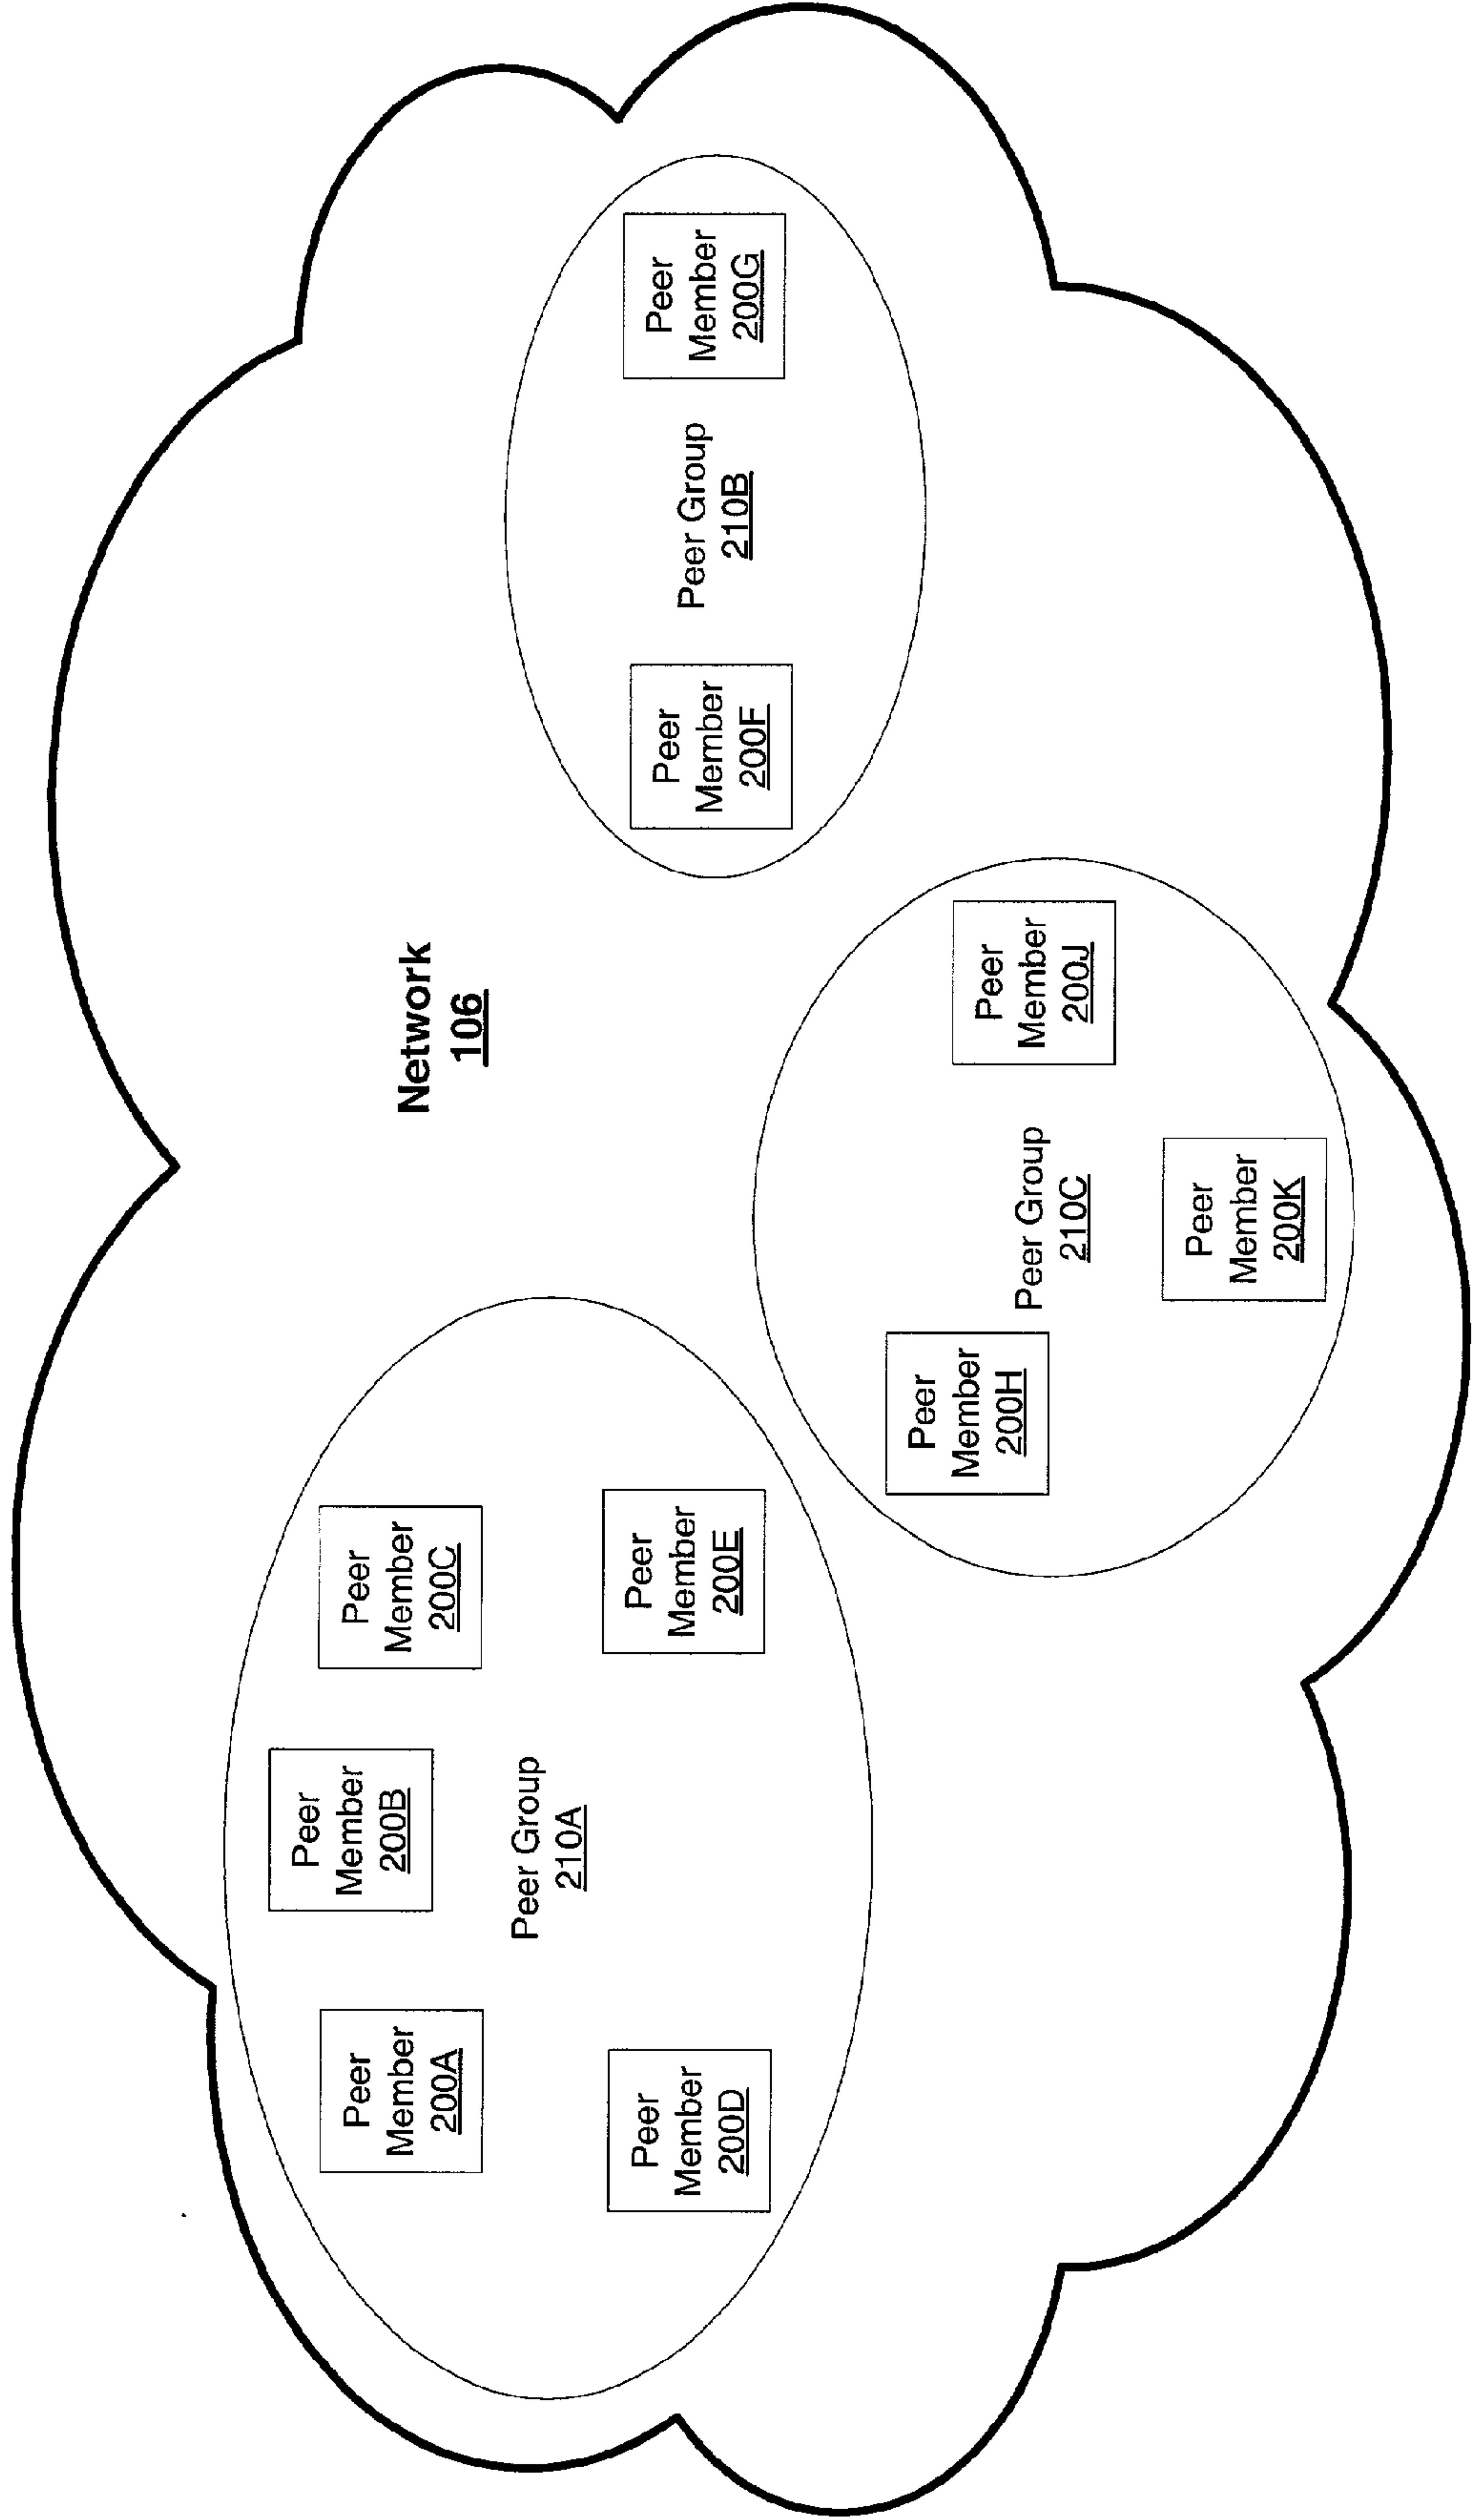 Network
106
Peer
Member
200A
Peer
Member
200B
Peer
Member
200C
Peer Group
210A
Peer
Member
200D
Peer
Member
200E
Peer
Member
200F
Peer Group
210B
Peer
Member
200G
Peer
Member
200H
Peer Group
210C
Peer
Member
200J
Peer
Member
200K